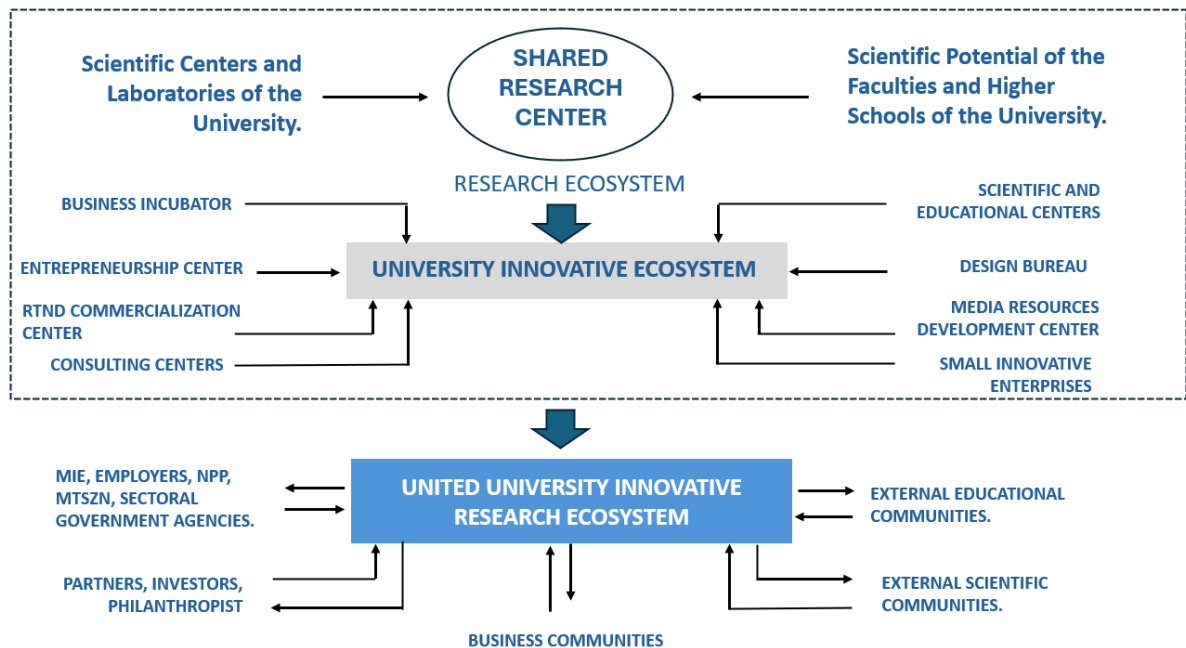 Scientific Centers and
Laboratories of the
University.
SHARED
RESEARCH
CENTER
Scientific Potential of the
Faculties and Higher
Schools of the University.
RESEARCH ECOSYSTEM
BUSINESS INCUBATOR
SCIENTIFIC AND
EDUCATIONAL CENTERS
ENTREPRENEURSHIP CENTER
UNIVERSITY INNOVATIVE ECOSYSTEM
DESIGN BUREAU
RTND COMMERCIALIZATION
CENTER
MEDIA RESOURCES
DEVELOPMENT CENTER
CONSULTING CENTERS
SMALL INNOVATIVE
ENTERPRISES
MIE, EMPLOYERS, NPP,
MTSZN, SECTORAL
GOVERNMENT AGENCIES.
UNITED UNIVERSITY INNOVATIVE
RESEARCH ECOSYSTEM
EXTERNAL EDUCATIONAL
COMMUNITIES.
PARTNERS, INVESTORS,
PHILANTHROPIST
EXTERNAL SCIENTIFIC
COMMUNITIES.
BUSINESS COMMUNITIES